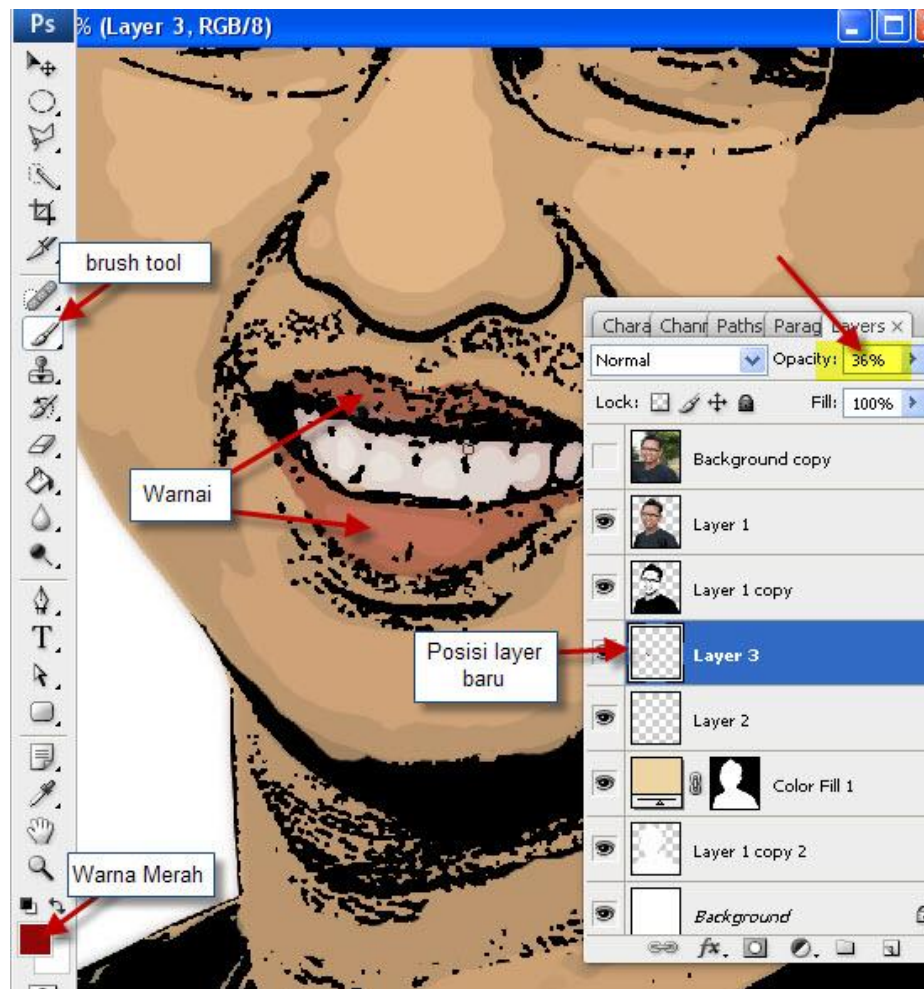 Ps % (Layer 3, RGB/8)
brush tool
Chara Chanr Paths Parag Layers ×
Normal Opacity: 36%
Lock: Fill: 100%
Background copy
Warnai
Layer 1
Layer 1 copy
Posisi layer
baru
Layer 3
Layer 2
Color Fill 1
Layer 1 copy 2
Warna Merah
Background
T
fx.